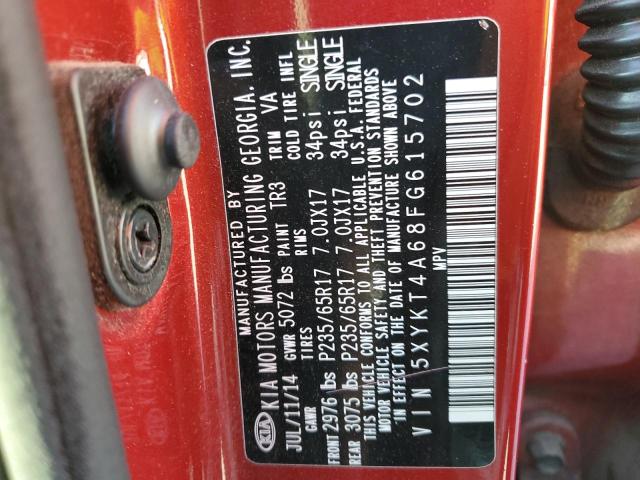 MANUFACTURED BY
KIA KIA MOTORS MANUFACTURING GEORGIA. INC.
JUL/11/14 GVWR 5072 lbs PAINT TR3 TRIM VA
GAWR TIRES RIMS COLD TIRE INFL
FRONT 2976 lbs P235/65R17 7.0JX17 34psi SINGLE
REAR 3075 lbs P235/65R17 7.0JX17 34psi SINGLE
THIS VEHICLE CONFORMS TO ALL APPLICABLE U.S.A. FEDERAL
MOTOR VEHICLE SAFETY AND THEFT PREVENTION STANDARDS
IN EFFECT ON THE DATE OF MANUFACTURE SHOWN ABOVE
VIN 5XYKT4A68FG615702
MPV